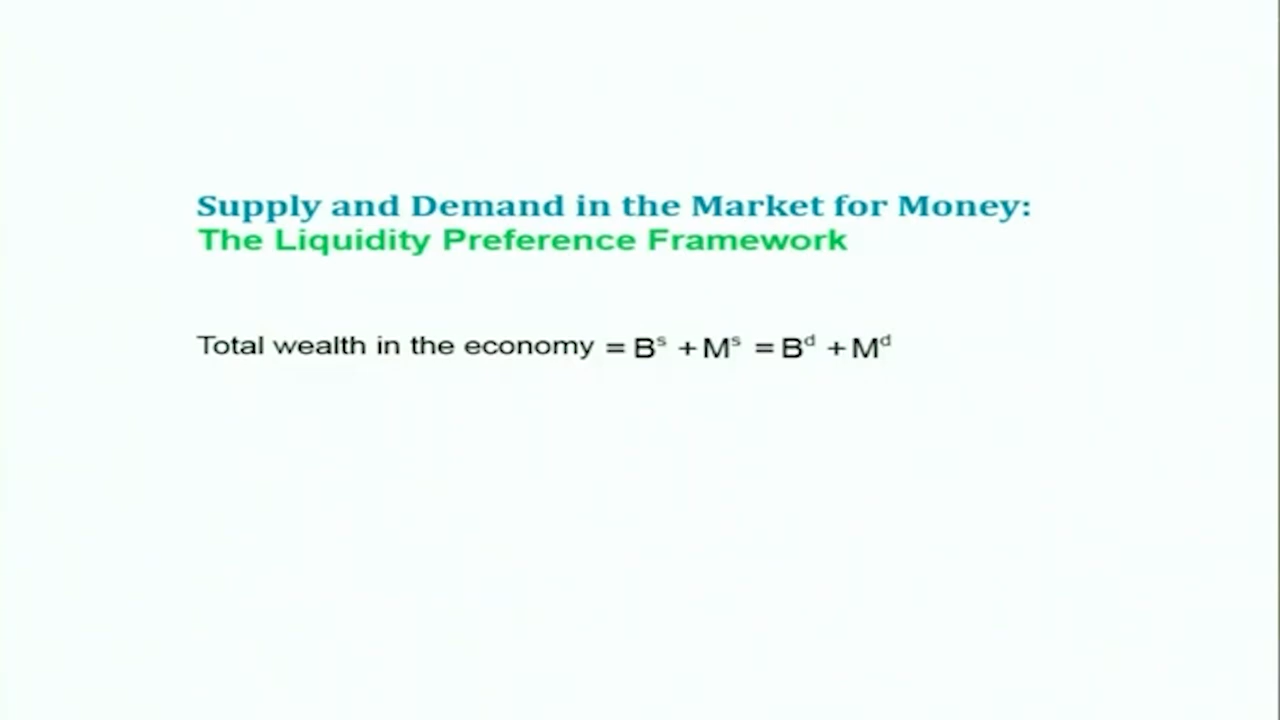 Supply and Demand in the Market for Money:
The Liquidity Preference Framework
Total wealth in the economy = Bˢ + Mˢ = Bᵈ + Mᵈ